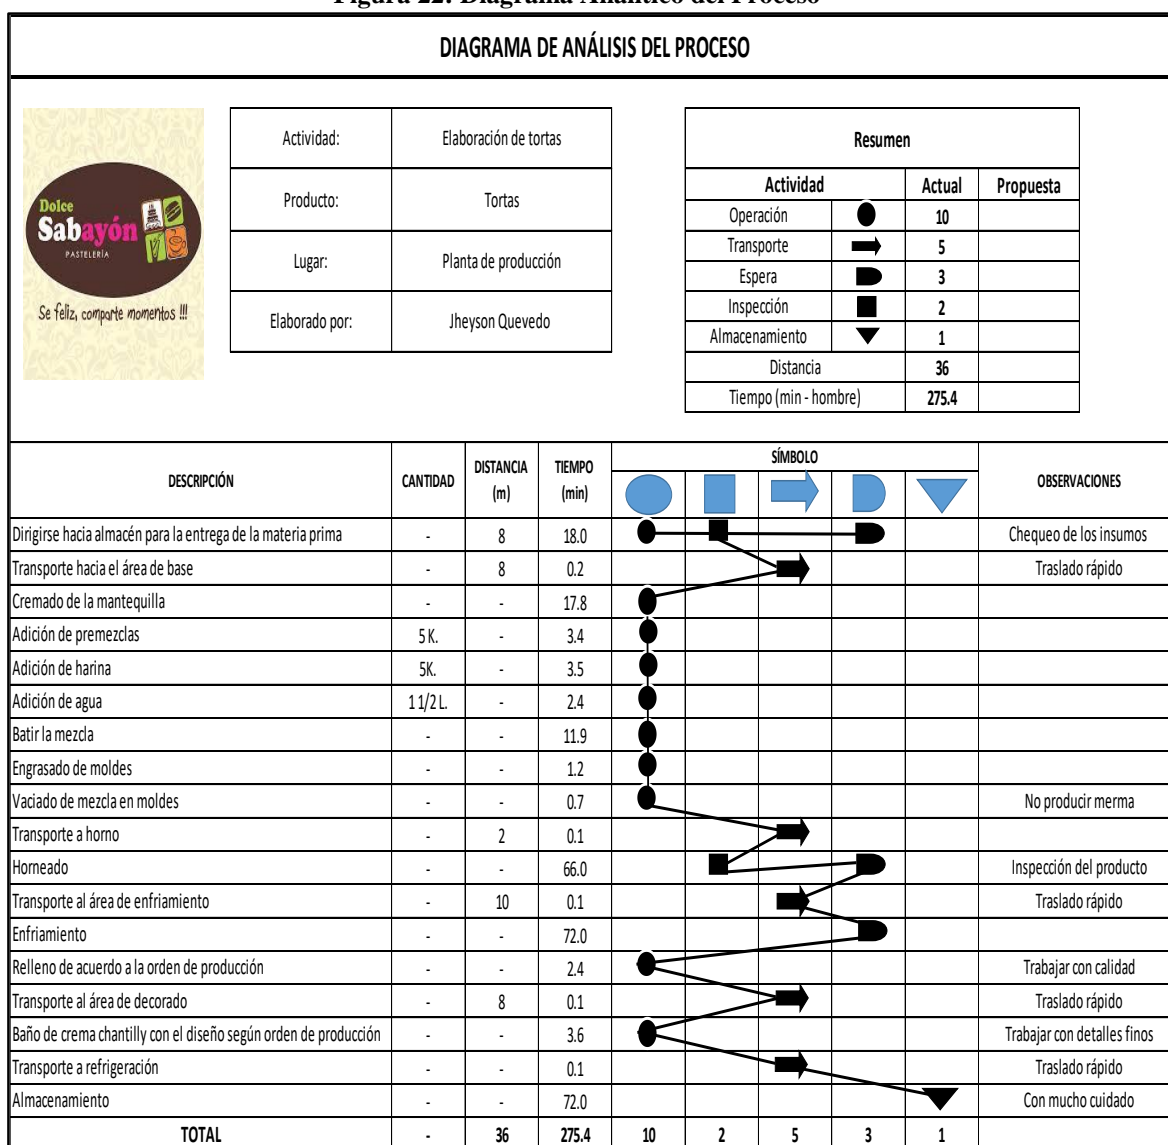 Figura 22: Diagrama Analítico del Proceso
DIAGRAMA DE ANÁLISIS DEL PROCESO
Dolce
Sabayón
PASTELERÍA
Se feliz, comparte momentos !!!
Actividad: Elaboración de tortas
Producto: Tortas
Lugar: Planta de producción
Elaborado por: Jheyson Quevedo
Resumen
Actividad Actual Propuesta
Operación 10
Transporte 5
Espera 3
Inspección 2
Almacenamiento 1
Distancia 36
Tiempo (min - hombre) 275.4
DESCRIPCIÓN CANTIDAD DISTANCIA (m) TIEMPO (min) SÍMBOLO OBSERVACIONES
Dirigirse hacia almacén para la entrega de la materia prima - 8 18.0 Chequeo de los insumos
Transporte hacia el área de base - 8 0.2 Traslado rápido
Cremado de la mantequilla - - 17.8
Adición de premezclas 5 K. - 3.4
Adición de harina 5K. - 3.5
Adición de agua 1 1/2 L. - 2.4
Batir la mezcla - - 11.9
Engrasado de moldes - - 1.2
Vaciado de mezcla en moldes - - 0.7 No producir merma
Transporte a horno - 2 0.1
Horneado - - 66.0 Inspección del producto
Transporte al área de enfriamiento - 10 0.1 Traslado rápido
Enfriamiento - - 72.0
Relleno de acuerdo a la orden de producción - - 2.4 Trabajar con calidad
Transporte al área de decorado - 8 0.1 Traslado rápido
Baño de crema chantilly con el diseño según orden de producción - - 3.6 Trabajar con detalles finos
Transporte a refrigeración - - 0.1 Traslado rápido
Almacenamiento - - 72.0 Con mucho cuidado
TOTAL - 36 275.4 10 2 5 3 1